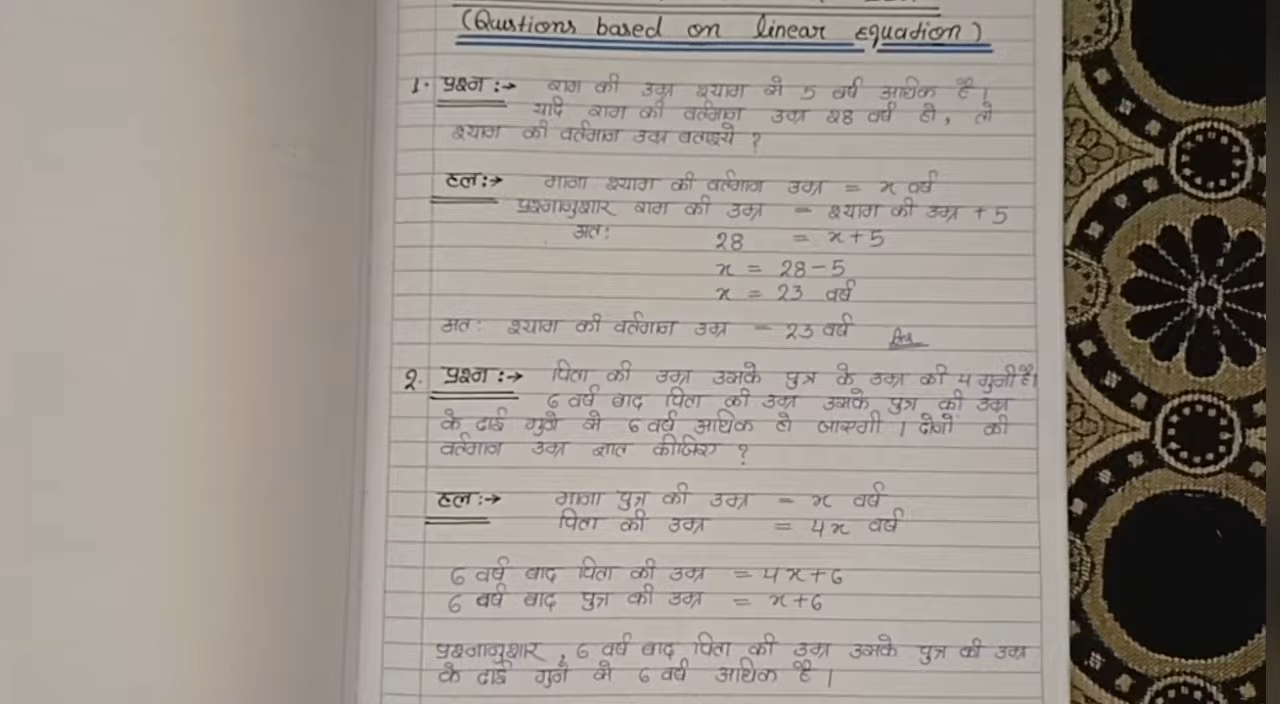 (Qustions based on linear Equation)
1. प्रश्न :→ राम की उम्र श्याम से 5 वर्ष अधिक है।
यदि राम की वर्तमान उम्र 28 वर्ष हो, तो
श्याम की वर्तमान उम्र बताइये ?
हल:→ माना श्याम की वर्तमान उम्र = x वर्ष
प्रश्नानुशार राम की उम्र = श्याम की उम्र + 5
अतः 28 = x + 5
x = 28 - 5
x = 23 वर्ष
अतः श्याम की वर्तमान उम्र = 23 वर्ष Ans
2. प्रश्न :→ पिता की उम्र उसके पुत्र के उम्र की 4 गुनी है।
6 वर्ष बाद पिता की उम्र उसके पुत्र की उम्र
के ढाई गुने से 6 वर्ष अधिक हो जाएगी । दोनों की
वर्तमान उम्र ज्ञात कीजिए ?
हल:→ माना पुत्र की उम्र = x वर्ष
पिता की उम्र = 4x वर्ष
6 वर्ष बाद पिता की उम्र = 4x+6
6 वर्ष बाद पुत्र की उम्र = x+6
प्रश्नानुशार, 6 वर्ष बाद पिता की उम्र उसके पुत्र की उम्र
के ढाई गुने से 6 वर्ष अधिक है।